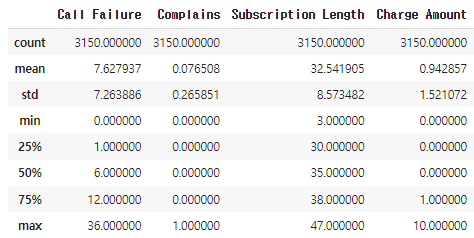 Call Failure Complains Subscription Length Charge Amount
count 3150.000000 3150.000000 3150.000000 3150.000000
mean 7.627937 0.076508 32.541905 0.942857
std 7.263886 0.265851 8.573482 1.521072
min 0.000000 0.000000 3.000000 0.000000
25% 1.000000 0.000000 30.000000 0.000000
50% 6.000000 0.000000 35.000000 0.000000
75% 12.000000 0.000000 38.000000 1.000000
max 36.000000 1.000000 47.000000 10.000000